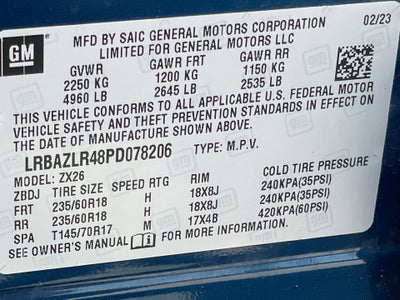 GM
MFD BY SAIC GENERAL MOTORS CORPORATION 02/23
LIMITED FOR GENERAL MOTORS LLC
GVWR GAWR FRT GAWR RR
2250 KG 1200 KG 1150 KG
4960 LB 2645 LB 2535 LB
THIS VEHICLE CONFORMS TO ALL APPLICABLE U.S. FEDERAL MOTOR
VEHICLE SAFETY AND THEFT PREVENTION STANDARDS IN EFFECT ON
THE DATE OF MANUFACTURE SHOWN ABOVE.
LRBAZLR48PD078206 TYPE: M.P.V.
MODEL: ZX26 COLD TIRE PRESSURE
ZBDJ TIRE SIZE SPEED RTG RIM
FRT 235/60R18 H 18X8J 240KPA(35PSI)
RR 235/60R18 H 18X8J 240KPA(35PSI)
SPA T145/70R17 M 17X4B 420KPA(60PSI)
SEE OWNER'S MANUAL FOR MORE INFORMATION.